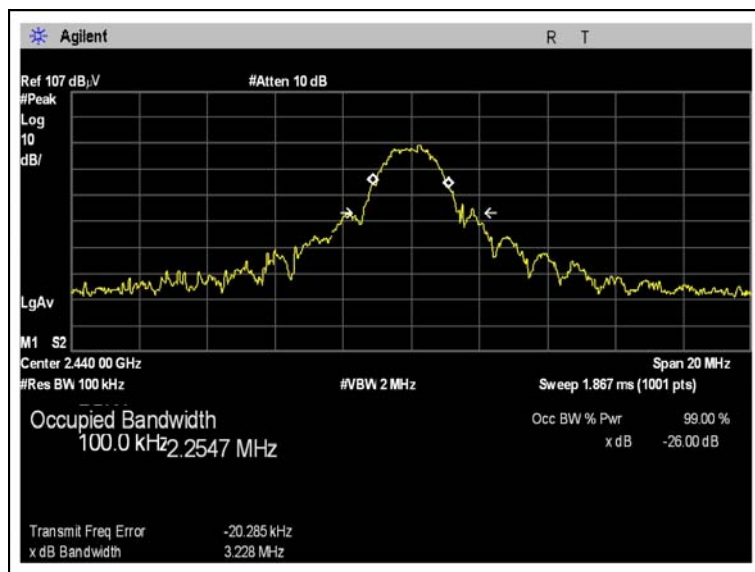 Agilent R T
Ref 107 dBμV #Atten 10 dB
#Peak
Log
10
dB/
LgAv
M1 S2
Center 2.440 00 GHz Span 20 MHz
#Res BW 100 kHz #VBW 2 MHz Sweep 1.867 ms (1001 pts)
Occupied Bandwidth Occ BW % Pwr 99.00 %
100.0 kHz 2.2547 MHz x dB -26.00 dB
Transmit Freq Error -20.285 kHz
x dB Bandwidth 3.228 MHz